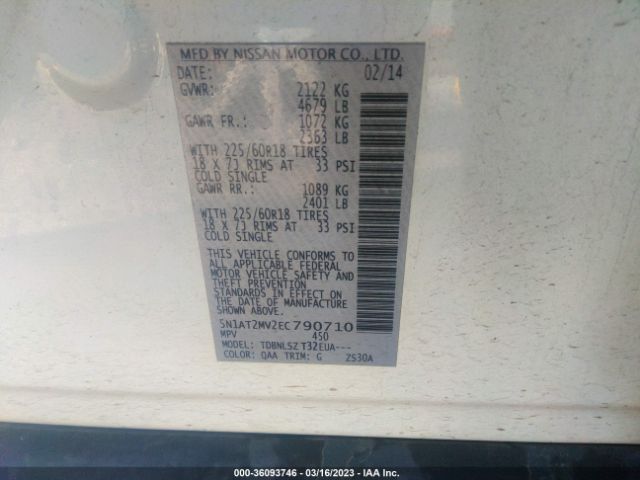 MFD BY NISSAN MOTOR CO., LTD.
DATE: 02/14
GVWR: 2122 KG
4679 LB
GAWR FR.: 1072 KG
2363 LB
WITH 225/60R18 TIRES
18 X 7J RIMS AT 33 PSI
COLD SINGLE
GAWR RR.: 1089 KG
2401 LB
WITH 225/60R18 TIRES
18 X 7J RIMS AT 33 PSI
COLD SINGLE
THIS VEHICLE CONFORMS TO
ALL APPLICABLE FEDERAL
MOTOR VEHICLE SAFETY AND
THEFT PREVENTION
STANDARDS IN EFFECT ON
THE DATE OF MANUFACTURE
SHOWN ABOVE.
5N1AT2MV2EC790710
MPV 450
MODEL: TDBNLSZ T32EUA---
COLOR: QAA TRIM: G 2S30A
000-36093746 - 03/16/2023 - IAA Inc.